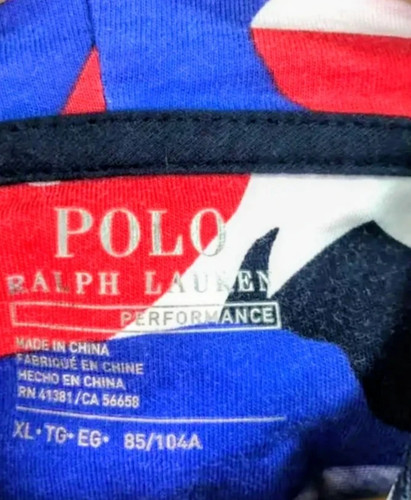 POLO
RALPH LAUREN
PERFORMANCE
MADE IN CHINA
FABRIQUÉ EN CHINE
HECHO EN CHINA
RN 41381/CA 56658
XL• TG• EG• 85/104A